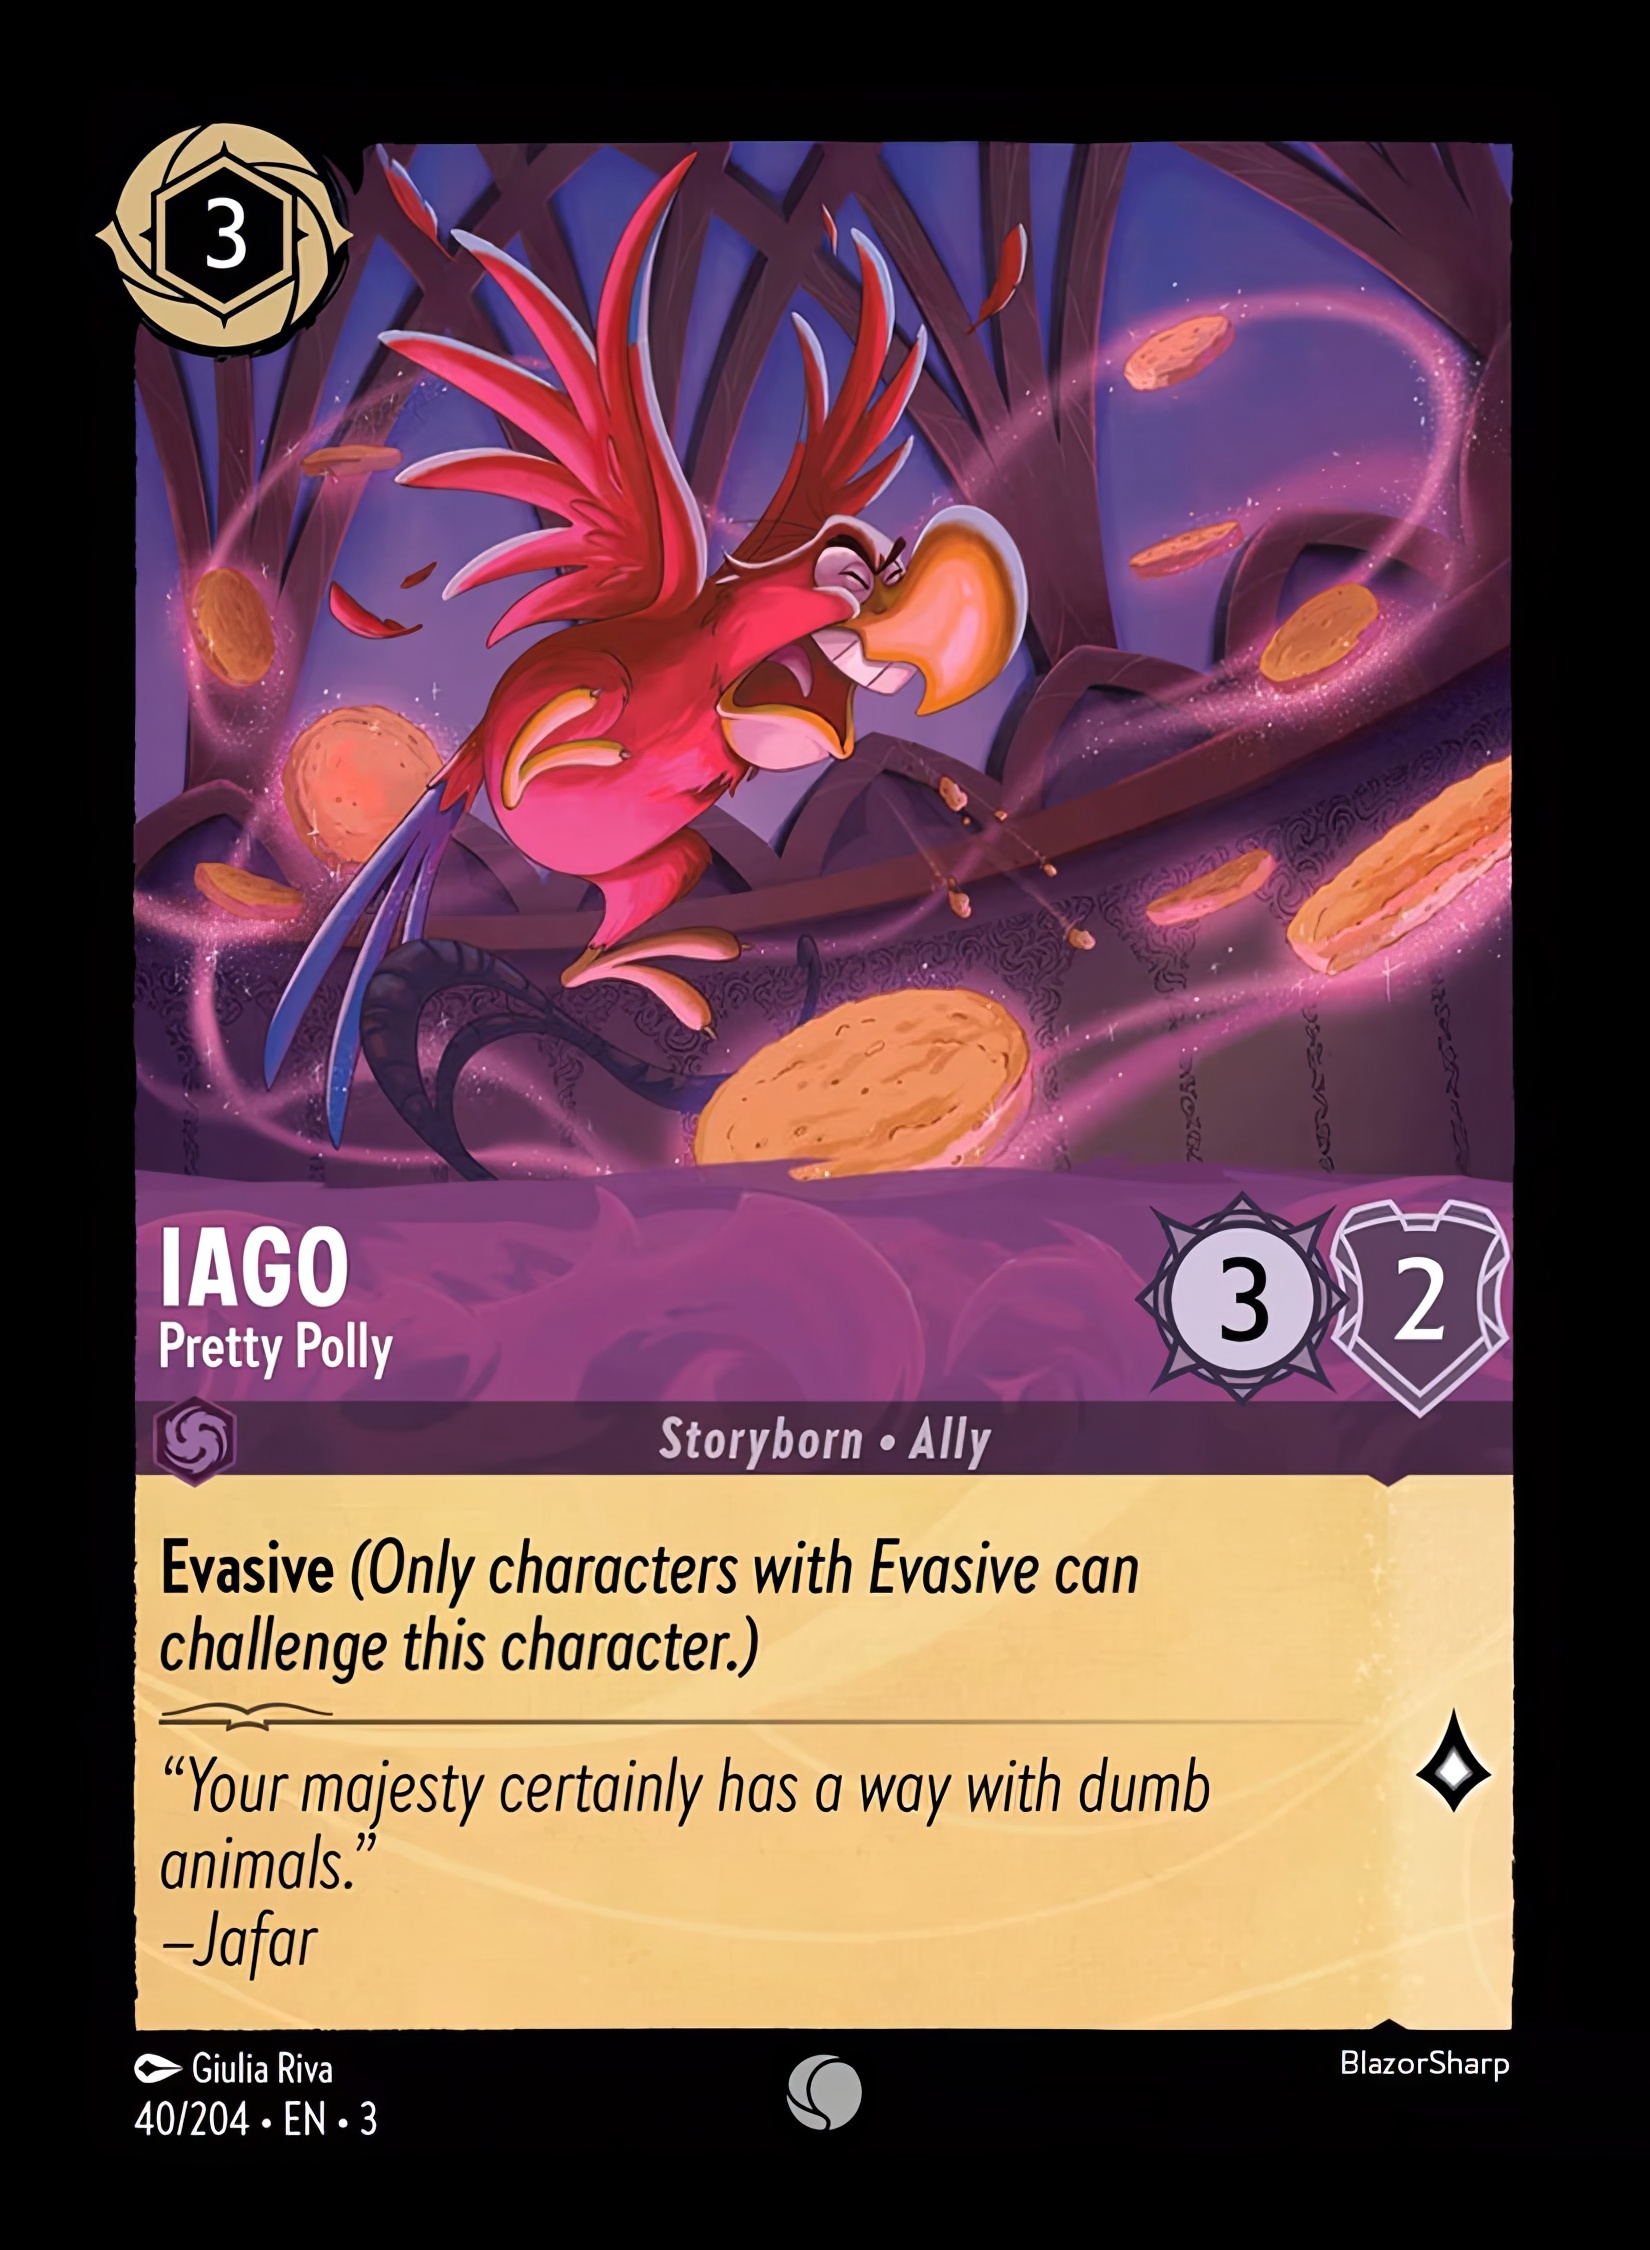 3
IAGO
Pretty Polly
3 2
Storyborn • Ally
Evasive (Only characters with Evasive can
challenge this character.)
“Your majesty certainly has a way with dumb
animals.”
–Jafar
Giulia Riva
BlazorSharp
40/204 • EN • 3